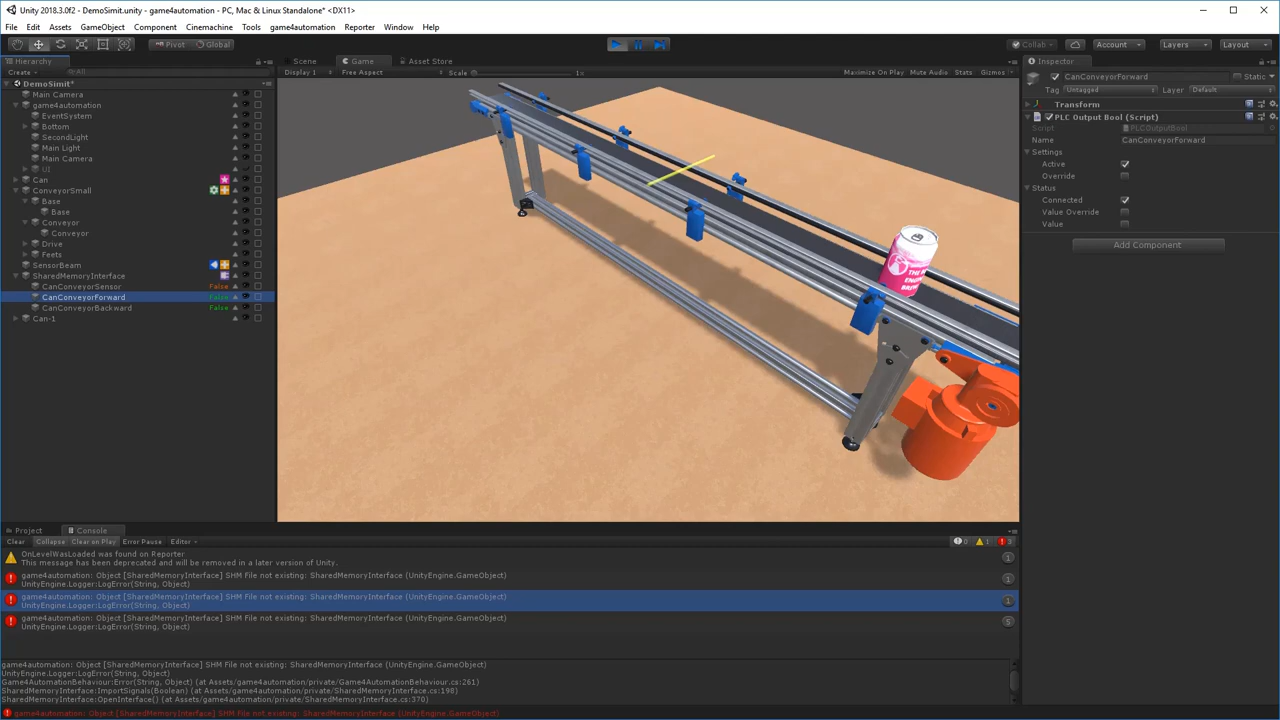 Unity 2018.3.0f2 - DemoSimit.unity - game4automation - PC, Mac & Linux Standalone* <DX11>
File Edit Assets GameObject Component Cinemachine Tools game4automation Reporter Window Help
Pivot Global Collab Account Layers Layout
Hierarchy Scene Game Asset Store Inspector
Create All Display 1 Free Aspect Scale 1x Maximize On Play Mute Audio Stats Gizmos
CanConveyorForward Static
Tag Untagged Layer Default
Transform
PLC Output Bool (Script)
Script PLCOutputBool
Name CanConveyorForward
Settings
Active
Override
Status
Connected
Value Override
Value
Add Component
DemoSimit*
Main Camera
game4automation
EventSystem
Bottom
SecondLight
Main Light
Main Camera
UI
Can
ConveyorSmall
Base
Base
Conveyor
Conveyor
Drive
Feets
SensorBeam
SharedMemoryInterface
CanConveyorSensor False
CanConveyorForward False
CanConveyorBackward False
Can-1
Project Console
Clear Collapse Clear on Play Error Pause Editor 0 1 3
OnLevelWasLoaded was found on Reporter
This message has been deprecated and will be removed in a later version of Unity.
1
game4automation: Object [SharedMemoryInterface] SHM File not existing: SharedMemoryInterface (UnityEngine.GameObject)
UnityEngine.Logger:LogError(String, Object)
1
game4automation: Object [SharedMemoryInterface] SHM File not existing: SharedMemoryInterface (UnityEngine.GameObject)
UnityEngine.Logger:LogError(String, Object)
1
game4automation: Object [SharedMemoryInterface] SHM File not existing: SharedMemoryInterface (UnityEngine.GameObject)
UnityEngine.Logger:LogError(String, Object)
5
game4automation: Object [SharedMemoryInterface] SHM File not existing: SharedMemoryInterface (UnityEngine.GameObject)
UnityEngine.Logger:LogError(String, Object)
Game4AutomationBehaviour:Error(String, Object) (at Assets/game4automation/private/Game4AutomationBehaviour.cs:261)
SharedMemoryInterface:ImportSignals(Boolean) (at Assets/game4automation/private/SharedMemoryInterface.cs:198)
SharedMemoryInterface:OpenInterface() (at Assets/game4automation/private/SharedMemoryInterface.cs:370)
game4automation: Object [SharedMemoryInterface] SHM File not existing: SharedMemoryInterface (UnityEngine.GameObject)